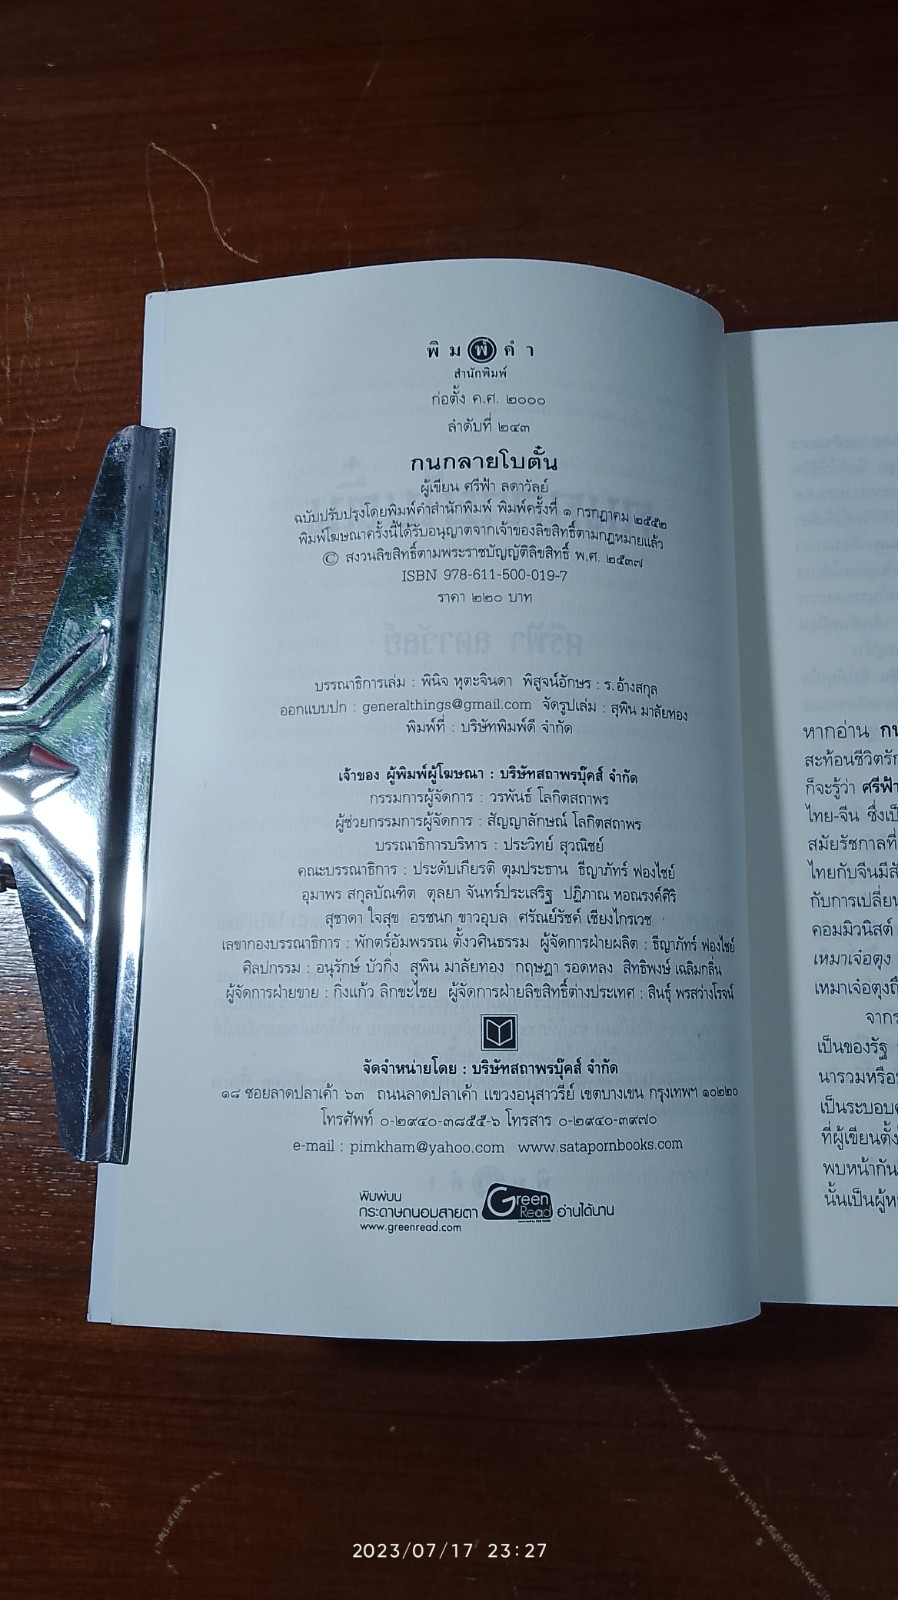 พิมพ์คำ
สำนักพิมพ์
ก่อตั้ง ค.ศ. ๒๐๐๐
ลำดับที่ ๒๔๓
กนกลายโบตั๋น
ผู้เขียน ศรีฟ้า ลดาวัลย์
ฉบับปรับปรุงโดยพิมพ์คำสำนักพิมพ์ พิมพ์ครั้งที่ ๑ กรกฎาคม ๒๕๕๒
พิมพ์โฆษณาครั้งนี้ได้รับอนุญาตจากเจ้าของลิขสิทธิ์ตามกฎหมายแล้ว
© สงวนลิขสิทธิ์ตามพระราชบัญญัติลิขสิทธิ์ พ.ศ. ๒๕๓๗
ISBN 978-611-500-019-7
ราคา ๒๒๐ บาท
บรรณาธิการเล่ม : พินิจ หุตะจินดา พิสูจน์อักษร : ร.อ้างสกุล
ออกแบบปก : generalthings@gmail.com จัดรูปเล่ม : สุพิน มาลัยทอง
พิมพ์ที่ : บริษัทพิมพ์ดี จำกัด
เจ้าของ ผู้พิมพ์ผู้โฆษณา : บริษัทสถาพรบุ๊คส์ จำกัด
กรรมการผู้จัดการ : วรพันธ์ โลกิตสถาพร
ผู้ช่วยกรรมการผู้จัดการ : สัญญาลักษณ์ โลกิตสถาพร
บรรณาธิการบริหาร : ประวิทย์ สุวณิชย์
คณะบรรณาธิการ : ประดับเกียรติ ตุมประธาน ธีญาภัทร์ ฟองไชย์
อุมาพร สกุลบัณฑิต ตุลยา จันทร์ประเสริฐ ปฏิภาณ หอณรงค์ศิริ
สุชาดา ใจสุข อรชนก ขาวอุบล ศรัณย์รัชค์ เชียงไกรเวช
เลขากองบรรณาธิการ : พักตร์อัมพรรณ ตั้งวศินธรรม ผู้จัดการฝ่ายผลิต : ธีญาภัทร์ ฟองไชย์
ศิลปกรรม : อนุรักษ์ บัวกิ่ง สุพิน มาลัยทอง กฤษฎา รอดหลง สิทธิพงษ์ เฉลิมกลิ่น
ผู้จัดการฝ่ายขาย : กิ่งแก้ว ลิกขะไชย ผู้จัดการฝ่ายลิขสิทธิ์ต่างประเทศ : สินธุ์ พรสว่างโรจน์
จัดจำหน่ายโดย : บริษัทสถาพรบุ๊คส์ จำกัด
๑๘ ซอยลาดปลาเค้า ๖๓ ถนนลาดปลาเค้า แขวงอนุสาวรีย์ เขตบางเขน กรุงเทพฯ ๑๐๒๒๐
โทรศัพท์ ๐-๒๙๔๐-๓๘๕๕-๖ โทรสาร ๐-๒๙๔๐-๓๙๗๐
e-mail : pimkham@yahoo.com www.satapornbooks.com
พิมพ์บน
กระดาษถนอมสายตา Green Read อ่านได้นาน
www.greenread.com
หากอ่าน
สะท้อนชีวิตรัก
ก็จะรู้ว่า ศรีฟ้า
ไทย-จีน ซึ่งเป็
สมัยรัชกาลที่
ไทยกับจีนมีสั
กับการเปลี่ยน
คอมมิวนิสต์
เหมาเจ๋อตุง
เหมาเจ๋อตุงถึ
จาก
เป็นของรัฐ
นารวมหรือ
เป็นระบอบ
ที่ผู้เขียนตั้ง
พบหน้ากัน
นั้นเป็น
2023/07/17 23:27